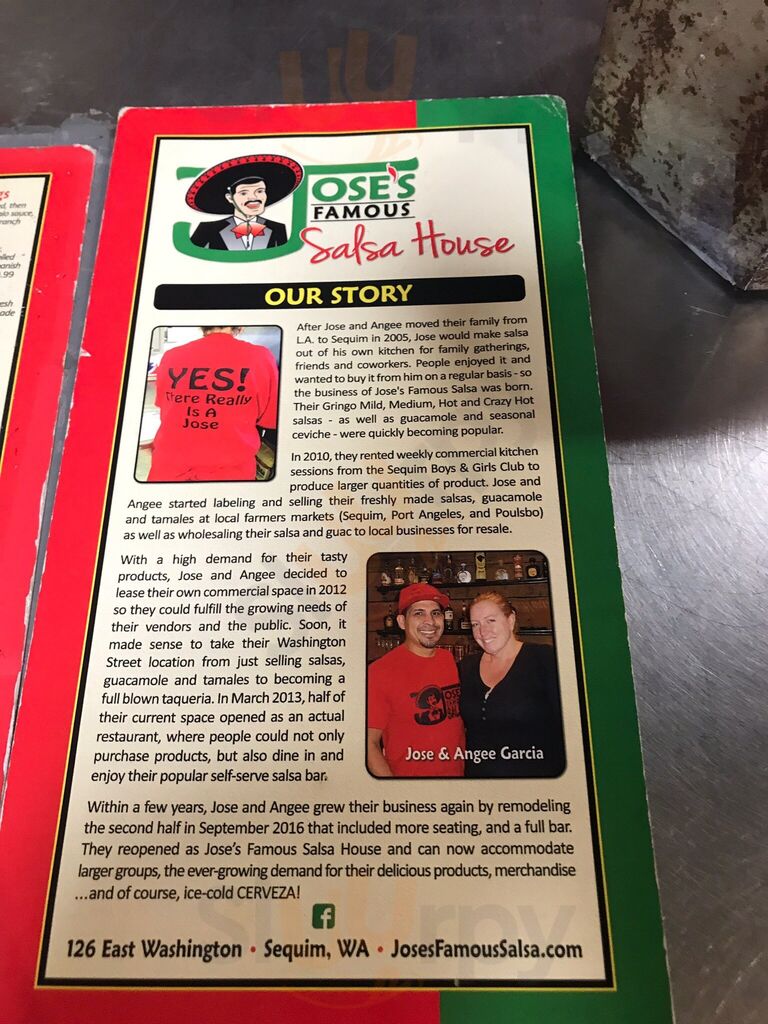 gs
d, then
alo sauce,
ranch
lled
panish
.99
esh
ade
JOSE'S
FAMOUS
Salsa House
OUR STORY
YES!
There Really
Is A
Jose
After Jose and Angee moved their family from
L.A. to Sequim in 2005, Jose would make salsa
out of his own kitchen for family gatherings,
friends and coworkers. People enjoyed it and
wanted to buy it from him on a regular basis - so
the business of Jose's Famous Salsa was born.
Their Gringo Mild, Medium, Hot and Crazy Hot
salsas - as well as guacamole and seasonal
ceviche - were quickly becoming popular.
In 2010, they rented weekly commercial kitchen
sessions from the Sequim Boys & Girls Club to
produce larger quantities of product. Jose and
Angee started labeling and selling their freshly made salsas, guacamole
and tamales at local farmers markets (Sequim, Port Angeles, and Poulsbo)
as well as wholesaling their salsa and guac to local businesses for resale.
With a high demand for their tasty
products, Jose and Angee decided to
lease their own commercial space in 2012
so they could fulfill the growing needs of
their vendors and the public. Soon, it
made sense to take their Washington
Street location from just selling salsas,
guacamole and tamales to becoming a
full blown taqueria. In March 2013, half of
their current space opened as an actual
restaurant, where people could not only
purchase products, but also dine in and
enjoy their popular self-serve salsa bar.
Jose & Angee Garcia
Within a few years, Jose and Angee grew their business again by remodeling
the second half in September 2016 that included more seating, and a full bar.
They reopened as Jose's Famous Salsa House and can now accommodate
larger groups, the ever-growing demand for their delicious products, merchandise
...and of course, ice-cold CERVEZA!
f
126 East Washington • Sequim, WA • JosesFamousSalsa.com